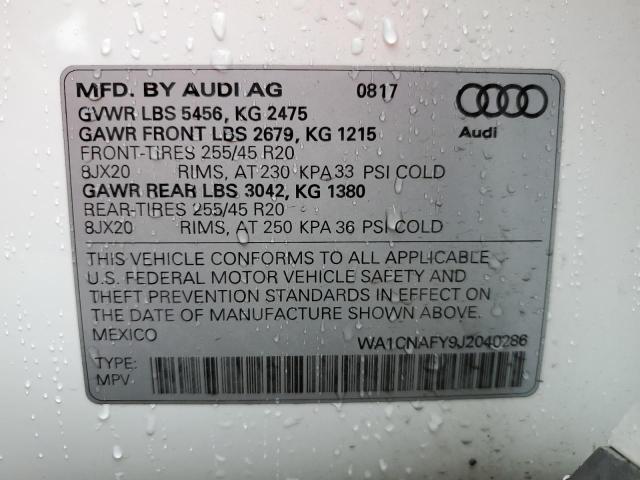 MFD. BY AUDI AG 0817
GVWR LBS 5456, KG 2475
GAWR FRONT LBS 2679, KG 1215
Audi
FRONT-TIRES 255/45 R20
8JX20 RIMS, AT 230 KPA 33 PSI COLD
GAWR REAR LBS 3042, KG 1380
REAR-TIRES 255/45 R20
8JX20 RIMS, AT 250 KPA 36 PSI COLD
THIS VEHICLE CONFORMS TO ALL APPLICABLE
U.S. FEDERAL MOTOR VEHICLE SAFETY AND
THEFT PREVENTION STANDARDS IN EFFECT ON
THE DATE OF MANUFACTURE SHOWN ABOVE.
MEXICO WA1CNAFY9J2040286
TYPE:
MPV